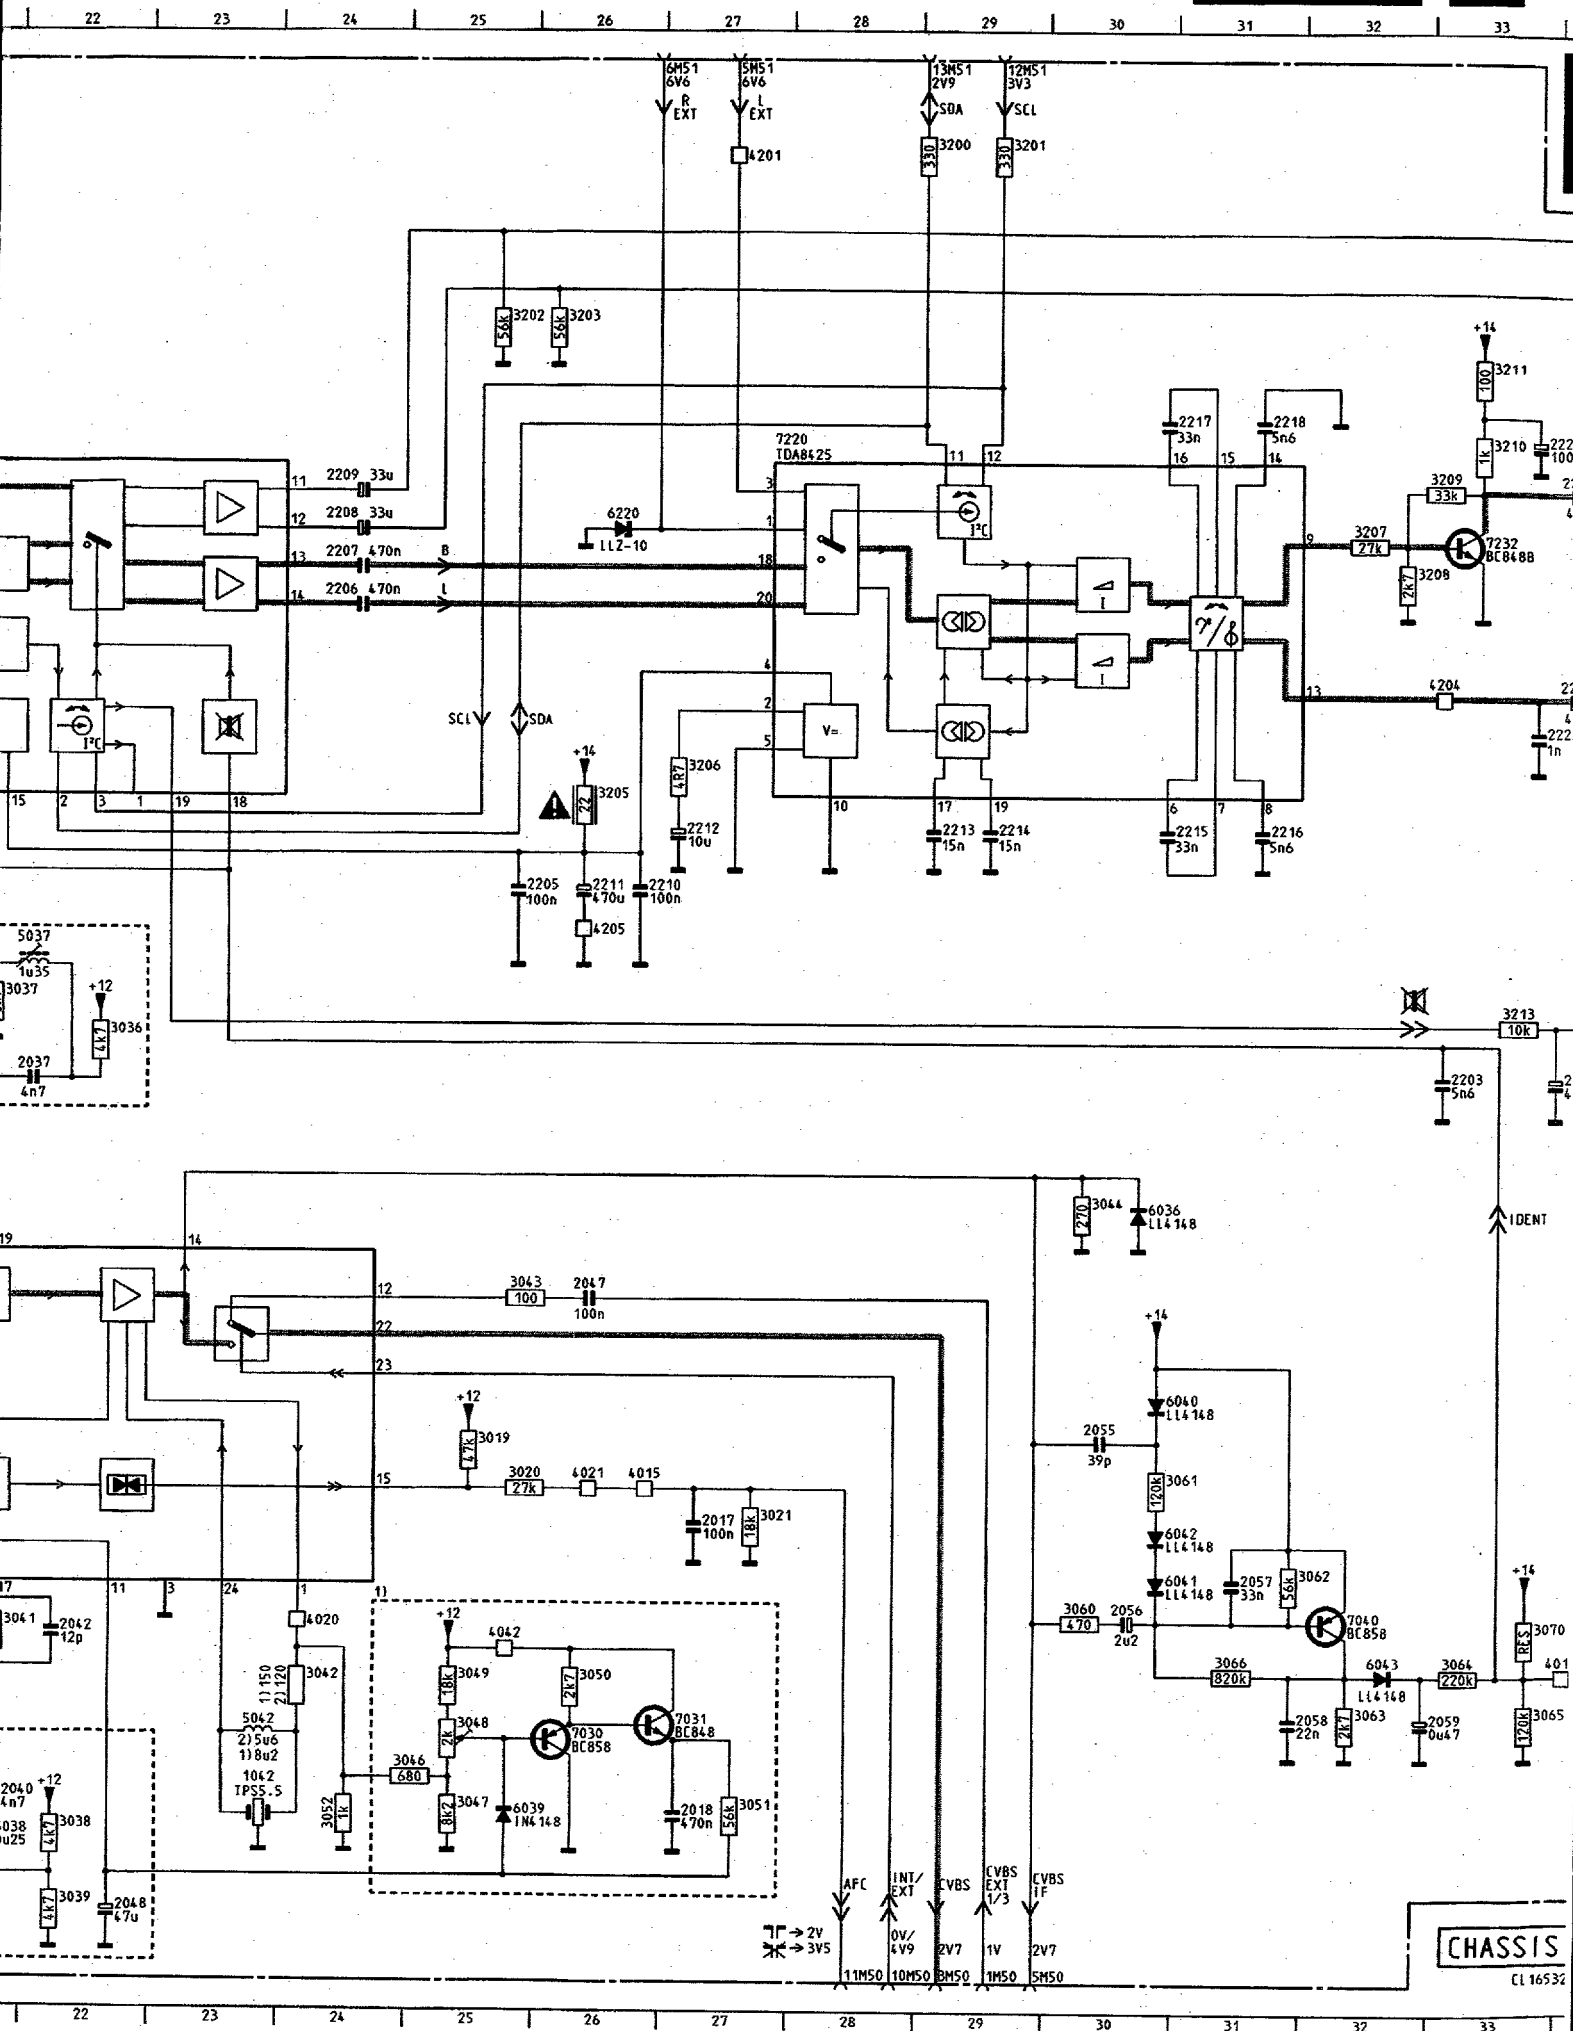 22 23 24 25 26 27 28 29 30 31 32 33
6M51
6V6
R
EXT
5M51
6V6
L
EXT
13M51
2V9
SDA
12M51
3V3
SCL
4201
3200
330
3201
330
3202
56k
3203
56k
+14
3211
100
3210
1k
3209
33k
3207
27k
3208
2k7
7232
BC848B
7220
TDA8425
2217
33n
2218
5n6
11
12
16
15
14
2209 33u
11
2208 33u
12
2207 470n
13
R
2206 470n
14
L
6220
LLZ-10
3
1
18
20
4
2
5
I²C
I
I
V=
9
13
4204
1n
SCL
SDA
I²C
+14
3205
22
3206
4R7
2212
10u
15
2
3
1
19
18
10
17
19
6
7
8
2213
15n
2214
15n
2215
33n
2216
5n6
2205
100n
2211
470u
2210
100n
4205
5037
1u35
3037
+12
3036
4k7
2037
4n7
3213
10k
2203
5n6
IDENT
3044
270
6036
LL4148
19
14
12
3043
100
2047
100n
22
23
+12
3019
47k
15
3020
27k
4021
4015
2017
100n
3021
18k
+14
6040
LL4148
2055
39p
3061
120k
6042
LL4148
6041
LL4148
2057
33n
3062
56k
3060
470
2056
2u2
7040
BC858
3066
820k
6043
LL4148
3064
220k
+14
3070
RES
2058
22n
3063
2k7
2059
0u47
3065
120k
17
11
3
24
1
1)
3041
2042
12p
4020
3042
1)150
2)120
5042
2)5u6
1)8u2
1042
TPS5.5
+12
4042
3049
18k
3050
2k7
3048
2k
7030
BC858
7031
BC848
3046
680
3047
8k2
6039
1N4148
2018
470n
3051
56k
3052
1k
2040
4n7
+12
3038
4k7
3039
4k7
2048
47u
AFC
INT/
EXT
CVBS
CVBS
EXT
1/3
CVBS
IF
→ 2V
→ 3V5
0V/
4V9
2V7
1V
2V7
11M50 10M50 8M50 1M50 5M50
CHASSIS
CL16532
22 23 24 25 26 27 28 29 30 31 32 33